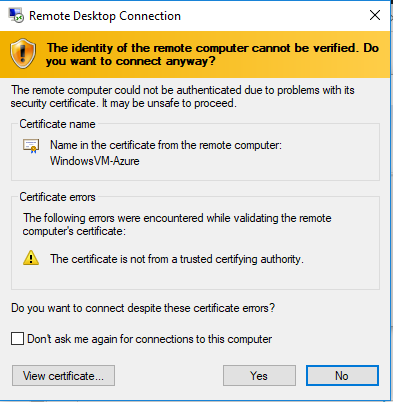 Remote Desktop Connection
The identity of the remote computer cannot be verified. Do
you want to connect anyway?
The remote computer could not be authenticated due to problems with its
security certificate. It may be unsafe to proceed.
Certificate name
Name in the certificate from the remote computer:
WindowsVM-Azure
Certificate errors
The following errors were encountered while validating the remote
computer's certificate:
The certificate is not from a trusted certifying authority.
Do you want to connect despite these certificate errors?
Don't ask me again for connections to this computer
View certificate... Yes No